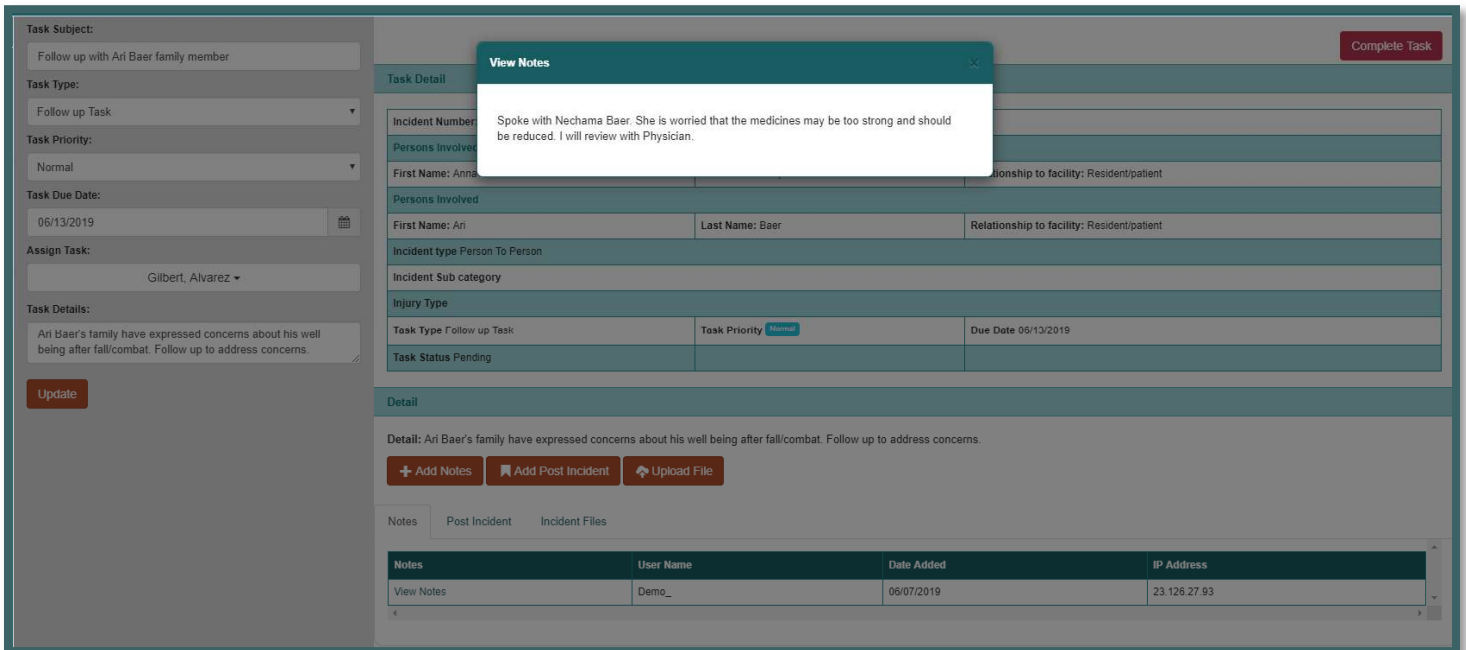 Task Subject:
Follow up with Ari Baer family member
Task Type:
Follow up Task
Task Priority:
Normal
Task Due Date:
06/13/2019
Assign Task:
Gilbert, Alvarez
Task Details:
Ari Baer's family have expressed concerns about his well
being after fall/combat. Follow up to address concerns.
Update
Complete Task
View Notes
x
Spoke with Nechama Baer. She is worried that the medicines may be too strong and should
be reduced. I will review with Physician.
Task Detail
Incident Number:
Persons Involved
First Name: Anna to facility: Resident/patient
Persons Involved
First Name: Ari Last Name: Baer Relationship to facility: Resident/patient
Incident type Person To Person
Incident Sub category
Injury Type
Task Type Follow up Task Task Priority Normal Due Date 06/13/2019
Task Status Pending
Detail
Detail: Ari Baer's family have expressed concerns about his well being after fall/combat. Follow up to address concerns.
Add Notes Add Post Incident Upload File
Notes Post Incident Incident Files
Notes User Name Date Added IP Address
View Notes Demo_ 06/07/2019 23.126.27.93